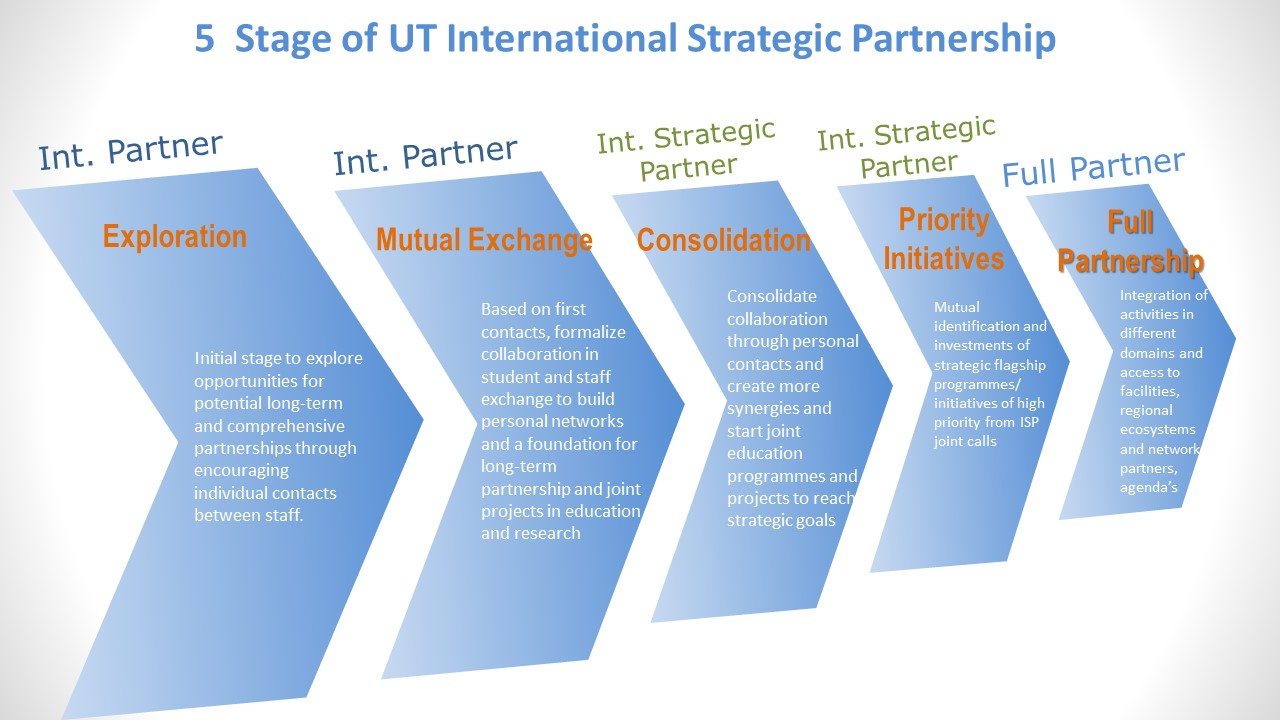 5  Stage of UT International Strategic Partnership
Int. Partner
Exploration
Initial stage to explore
opportunities for
potential long-term
and comprehensive
partnerships through
encouraging
individual contacts
between staff.
Int. Partner
Mutual Exchange
Based on first
contacts, formalize
collaboration in
student and staff
exchange to build
personal networks
and a foundation for
long-term
partnership and joint
projects in education
and research
Int. Strategic
Partner
Consolidation
Consolidate
collaboration
through personal
contacts and
create more
synergies and
start joint
education
programmes and
projects to reach
strategic goals
Int. Strategic
Partner
Priority
Initiatives
Mutual
identification and
investments of
strategic flagship
programmes/
initiatives of high
priority from ISP
joint calls
Full Partner
Full
Partnership
Integration of
activities in
different
domains and
access to
facilities,
regional
ecosystems
and network
partners,
agenda’s